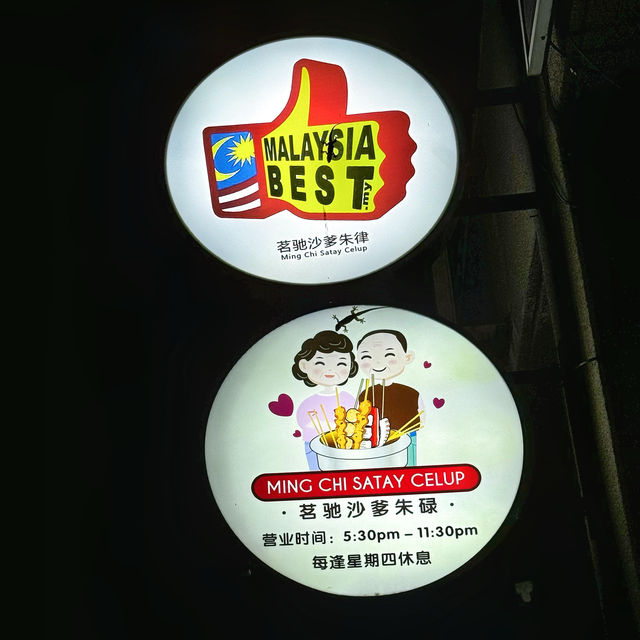 MALAYSIA
BEST
.my
茗驰沙爹朱律
Ming Chi Satay Celup
MING CHI SATAY CELUP
· 茗驰沙爹朱碌 ·
营业时间：5:30pm – 11:30pm
每逢星期四休息